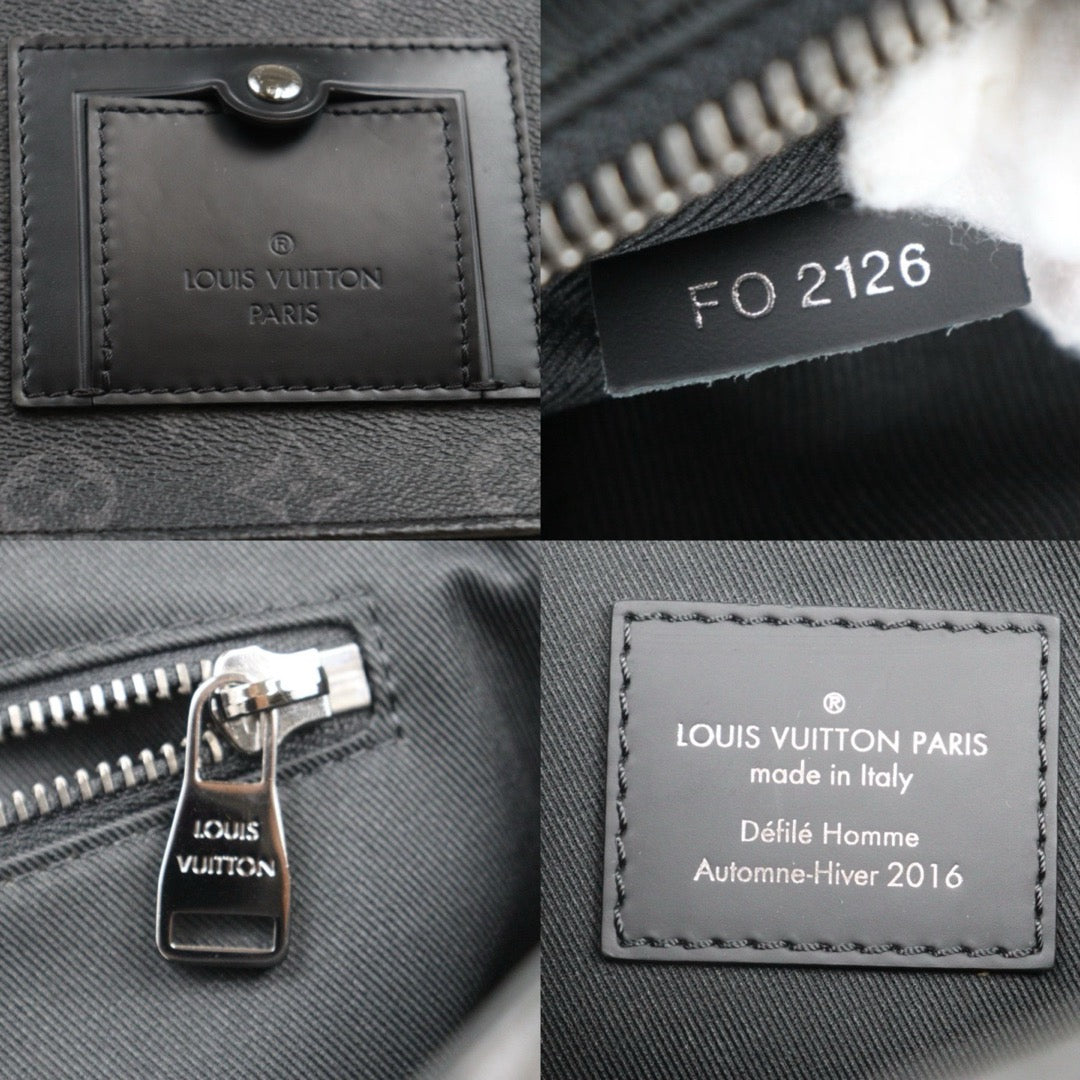 ®
LOUIS VUITTON
PARIS
FO 2126
LOUIS
VUITTON
®
LOUIS VUITTON PARIS
made in Italy
Défilé Homme
Automne-Hiver 2016